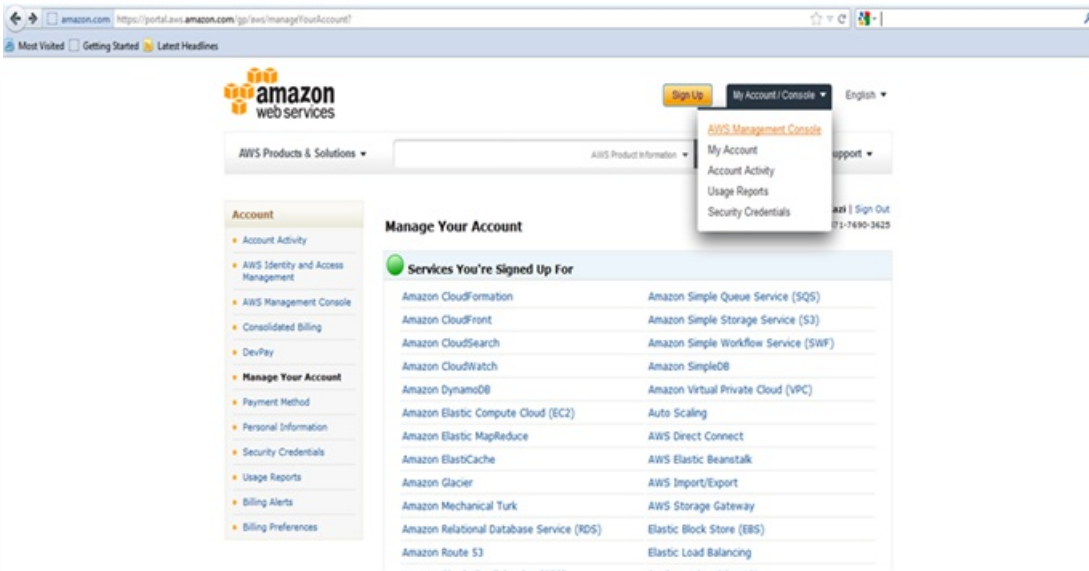 amazon.com https://portal.aws.amazon.com/gp/aws/manageYourAccount?
Most Visited Getting Started Latest Headlines
amazon
web services
Sign Up My Account / Console English
AWS Management Console
My Account
Account Activity
Usage Reports
Security Credentials
AWS Products & Solutions AWS Product Information upport
azi | Sign Out
71-7690-3625
Account
Account Activity
AWS Identity and Access
Management
AWS Management Console
Consolidated Billing
DevPay
Manage Your Account
Payment Method
Personal Information
Security Credentials
Usage Reports
Billing Alerts
Billing Preferences
Manage Your Account
Services You're Signed Up For
Amazon CloudFormation
Amazon CloudFront
Amazon CloudSearch
Amazon CloudWatch
Amazon DynamoDB
Amazon Elastic Compute Cloud (EC2)
Amazon Elastic MapReduce
Amazon ElastiCache
Amazon Glacier
Amazon Mechanical Turk
Amazon Relational Database Service (RDS)
Amazon Route 53
Amazon Simple Queue Service (SQS)
Amazon Simple Storage Service (S3)
Amazon Simple Workflow Service (SWF)
Amazon SimpleDB
Amazon Virtual Private Cloud (VPC)
Auto Scaling
AWS Direct Connect
AWS Elastic Beanstalk
AWS Import/Export
AWS Storage Gateway
Elastic Block Store (EBS)
Elastic Load Balancing